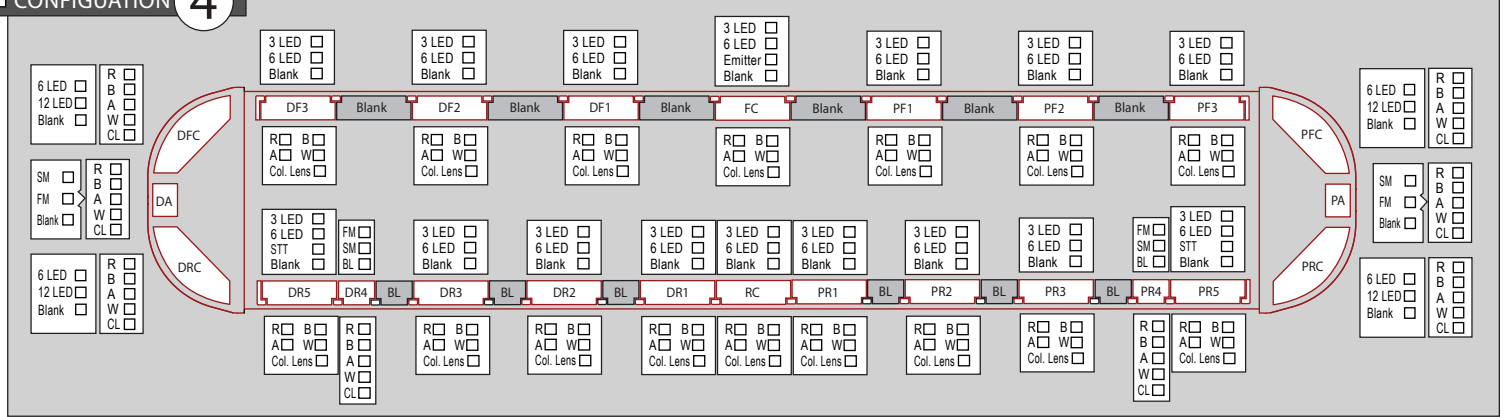 CONFIGUATION 4
3 LED
6 LED
Blank
3 LED
6 LED
Blank
3 LED
6 LED
Blank
3 LED
6 LED
Emitter
Blank
3 LED
6 LED
Blank
3 LED
6 LED
Blank
3 LED
6 LED
Blank
6 LED
12 LED
Blank
R
B
A
W
CL
DFC
DF3 Blank DF2 Blank DF1 Blank FC Blank PF1 Blank PF2 Blank PF3
PFC
6 LED
12 LED
Blank
R
B
A
W
CL
R B
A W
Col. Lens
R B
A W
Col. Lens
R B
A W
Col. Lens
R B
A W
Col. Lens
R B
A W
Col. Lens
R B
A W
Col. Lens
R B
A W
Col. Lens
SM
FM
Blank
R
B
A
W
CL
DA
PA
SM
FM
Blank
R
B
A
W
CL
3 LED
6 LED
STT
Blank
FM
SM
BL
3 LED
6 LED
Blank
3 LED
6 LED
Blank
3 LED
6 LED
Blank
3 LED
6 LED
Blank
3 LED
6 LED
Blank
3 LED
6 LED
Blank
3 LED
6 LED
Blank
FM
SM
BL
3 LED
6 LED
STT
Blank
6 LED
12 LED
Blank
R
B
A
W
CL
DRC
DR5 DR4 BL DR3 BL DR2 BL DR1 RC PR1 BL PR2 BL PR3 BL PR4 PR5
PRC
6 LED
12 LED
Blank
R
B
A
W
CL
R B
A W
Col. Lens
R
B
A
W
CL
R B
A W
Col. Lens
R B
A W
Col. Lens
R B
A W
Col. Lens
R B
A W
Col. Lens
R B
A W
Col. Lens
R B
A W
Col. Lens
R B
A W
Col. Lens
R
B
A
W
CL
R B
A W
Col. Lens